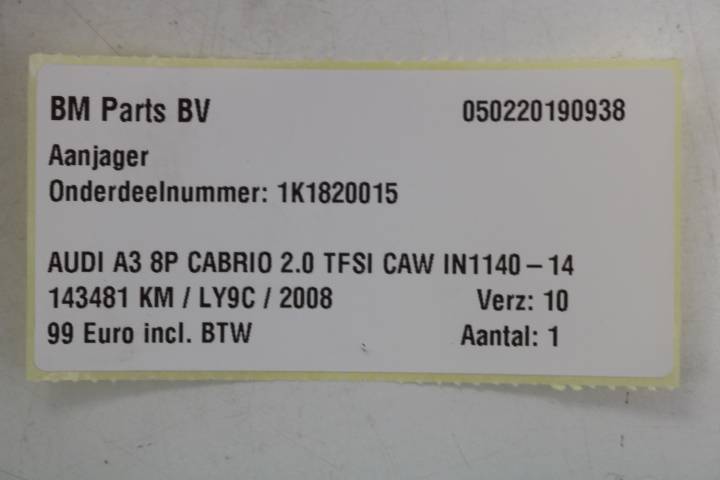 BM Parts BV 050220190938
Aanjager
Onderdeelnummer: 1K1820015
AUDI A3 8P CABRIO 2.0 TFSI CAW IN1140-14
143481 KM / LY9C / 2008 Verz: 10
99 Euro incl. BTW Aantal: 1